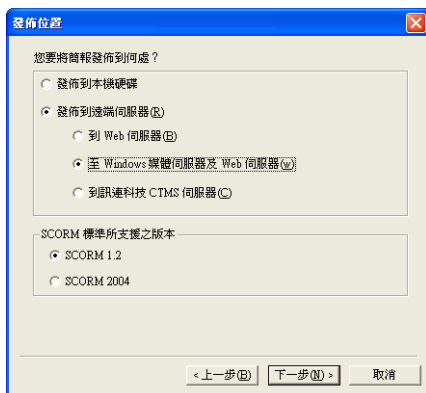 發佈位置
您要將簡報發佈到何處？
發佈到本機硬碟
發佈到遠端伺服器(R)
到 Web 伺服器(B)
至 Windows 媒體伺服器及 Web 伺服器(w)
到訊連科技 CTMS 伺服器(C)
SCORM 標準所支援之版本
SCORM 1.2
SCORM 2004
<上一步(B) 下一步(N)> 取消